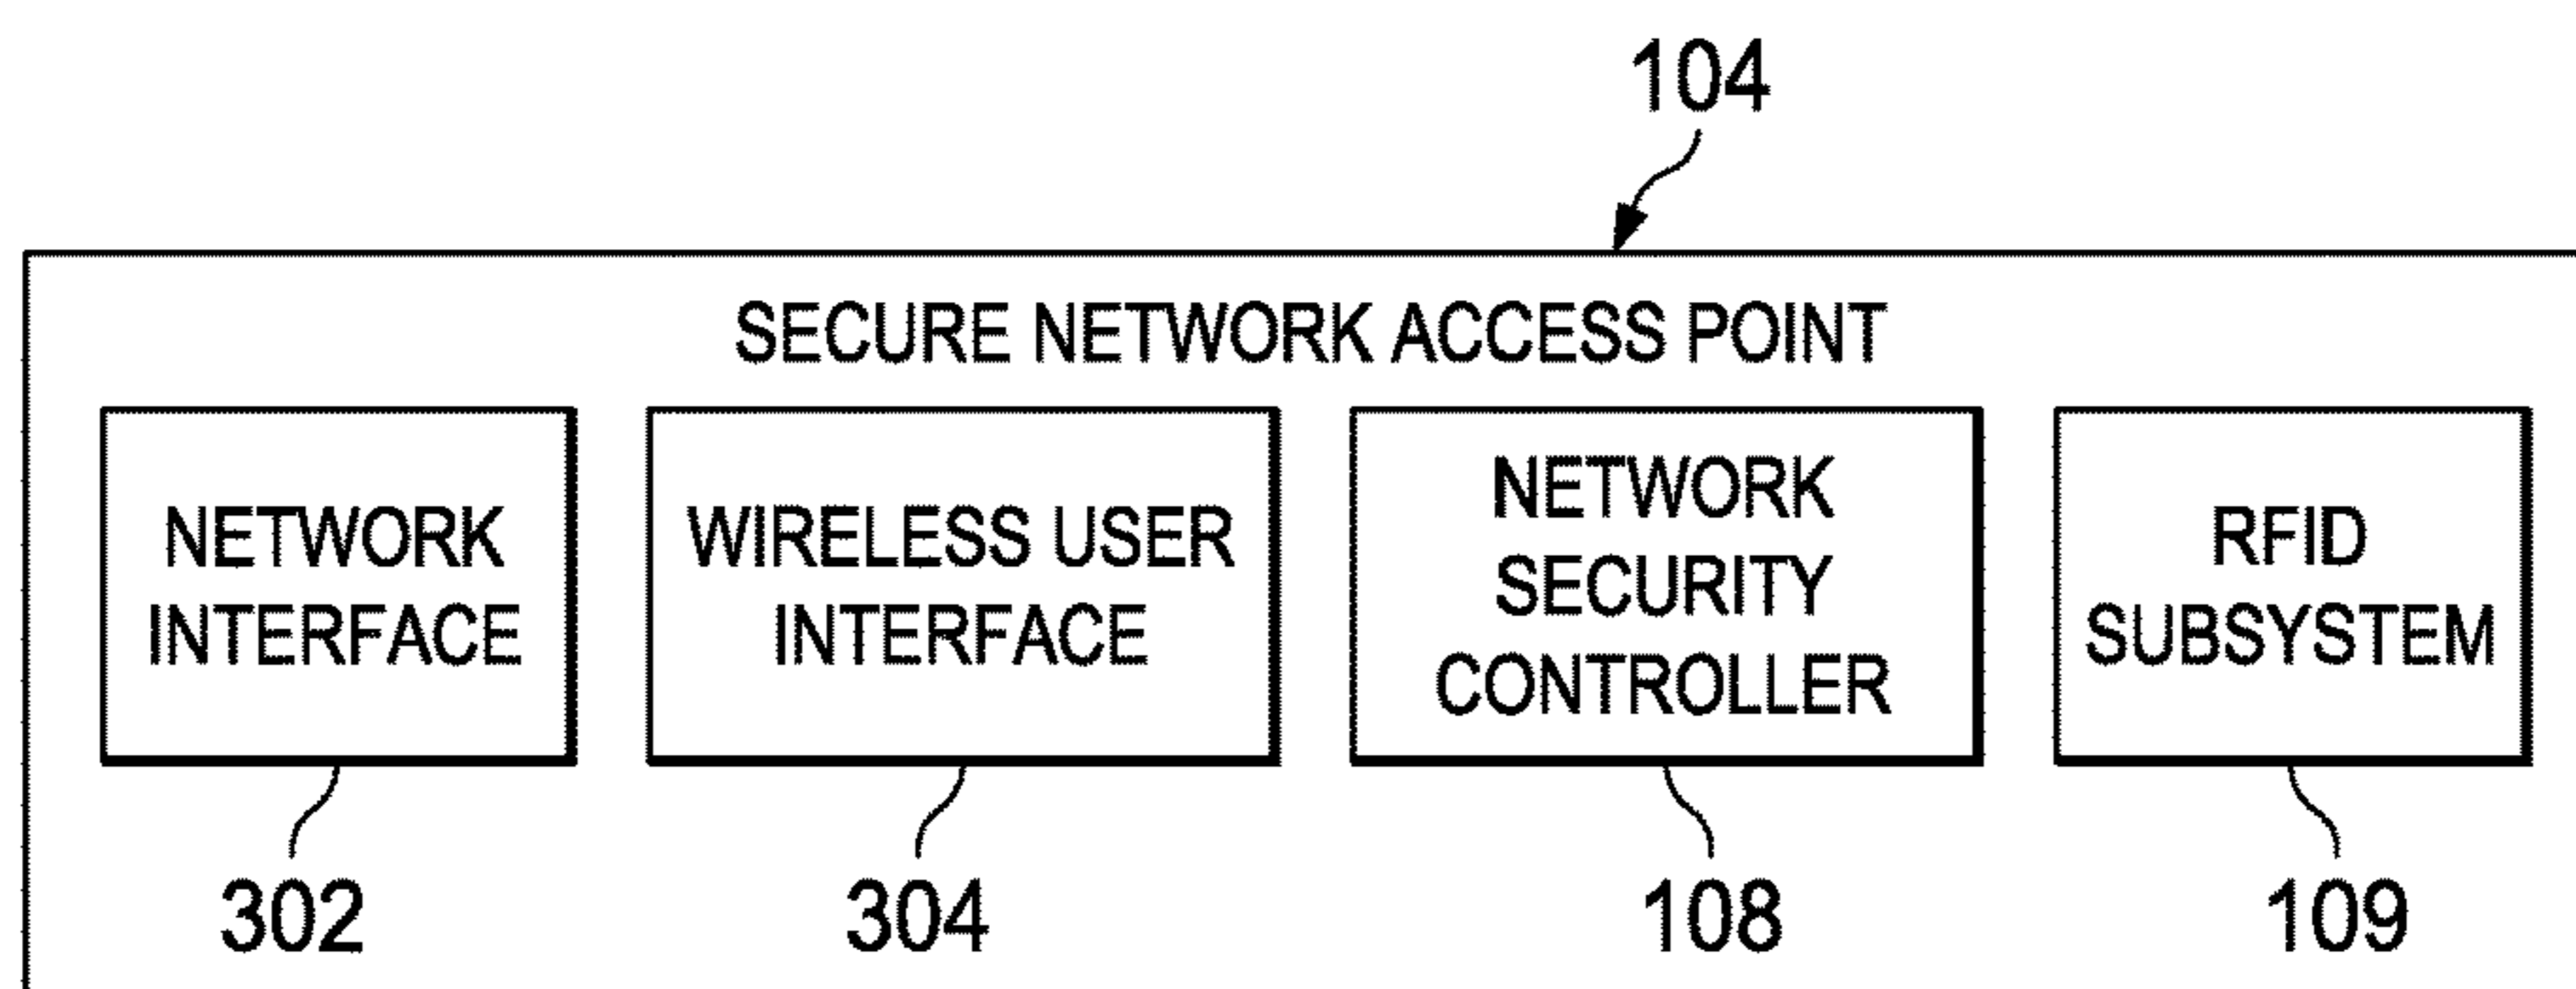 104
SECURE NETWORK ACCESS POINT
NETWORK
INTERFACE
WIRELESS USER
INTERFACE
NETWORK
SECURITY
CONTROLLER
RFID
SUBSYSTEM
302
304
108
109